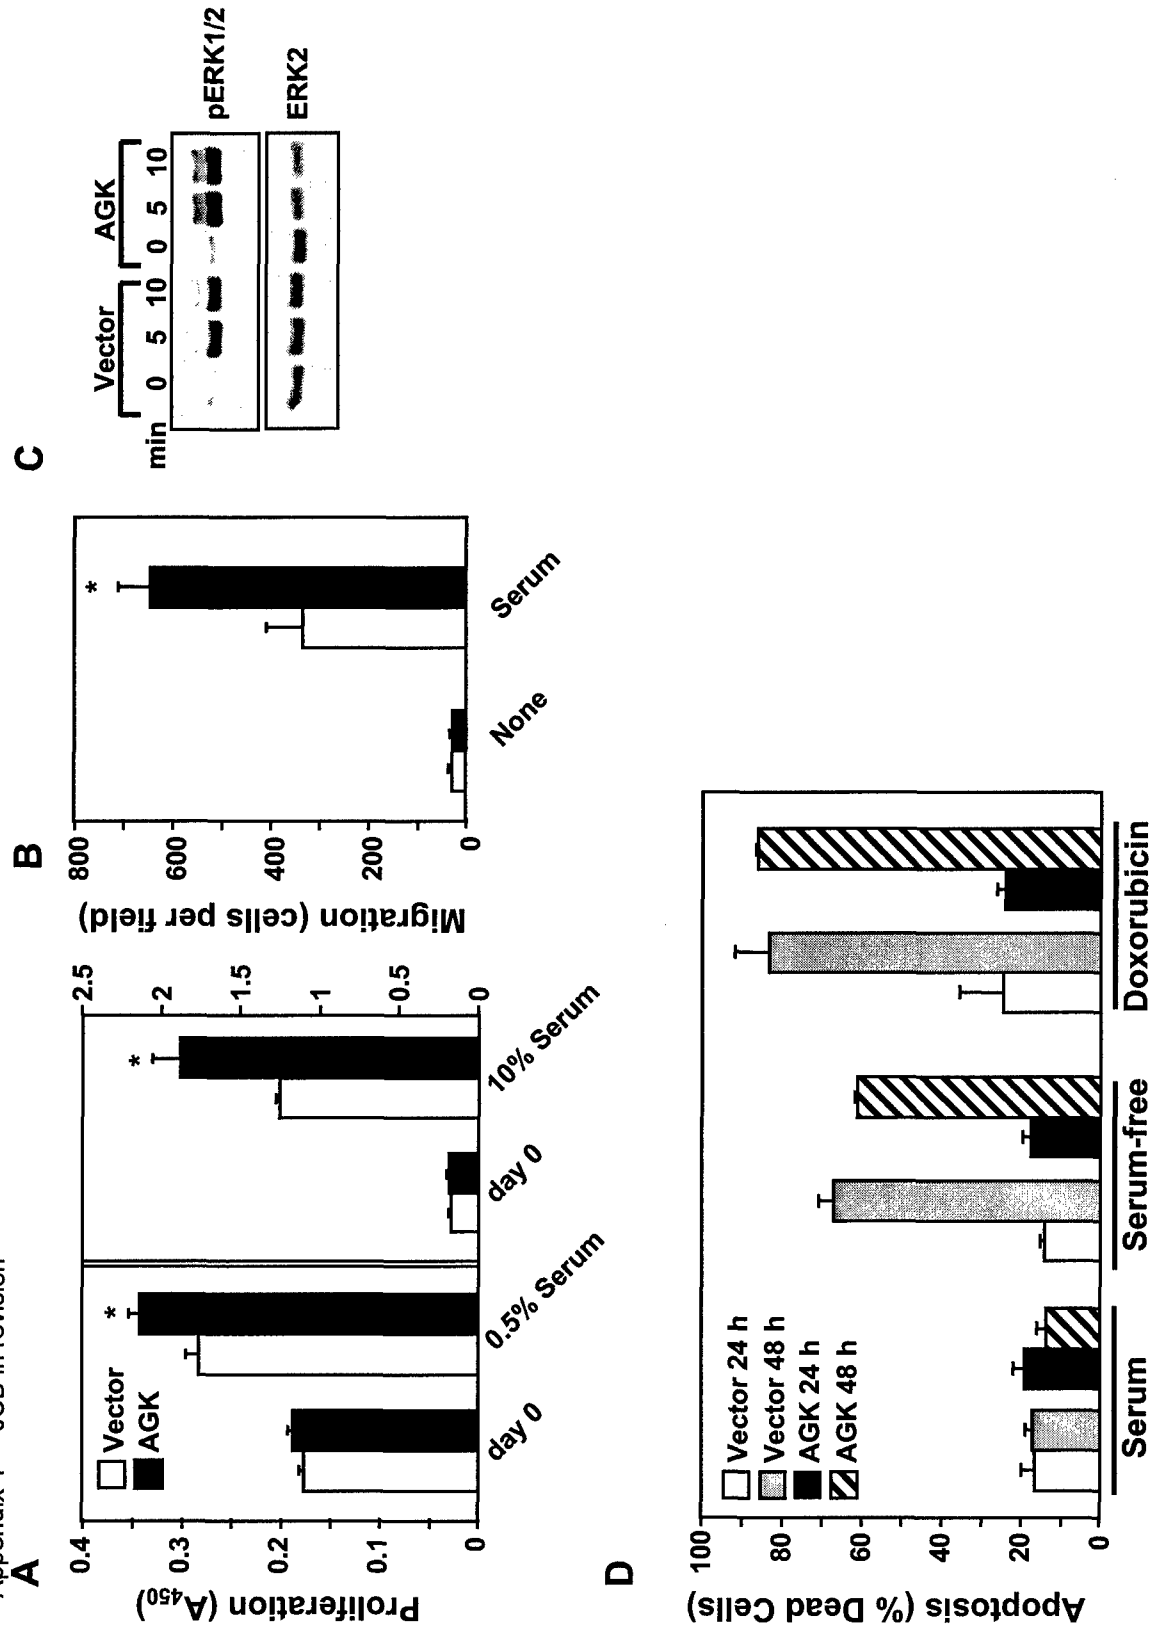 A
Proliferation (A450)
0.4
0.3
0.2
0.1
0
Vector
AGK
*
*
2.5
2
1.5
1
0.5
0
day 0
0.5% Serum
day 0
10% Serum
B
Migration (cells per field)
800
600
400
200
0
*
None
Serum
C
Vector
AGK
min
0
5
10
0
5
10
pERK1/2
ERK2
D
Apoptosis (% Dead Cells)
100
80
60
40
20
0
Vector 24 h
Vector 48 h
AGK 24 h
AGK 48 h
Serum
Serum-free
Doxorubicin